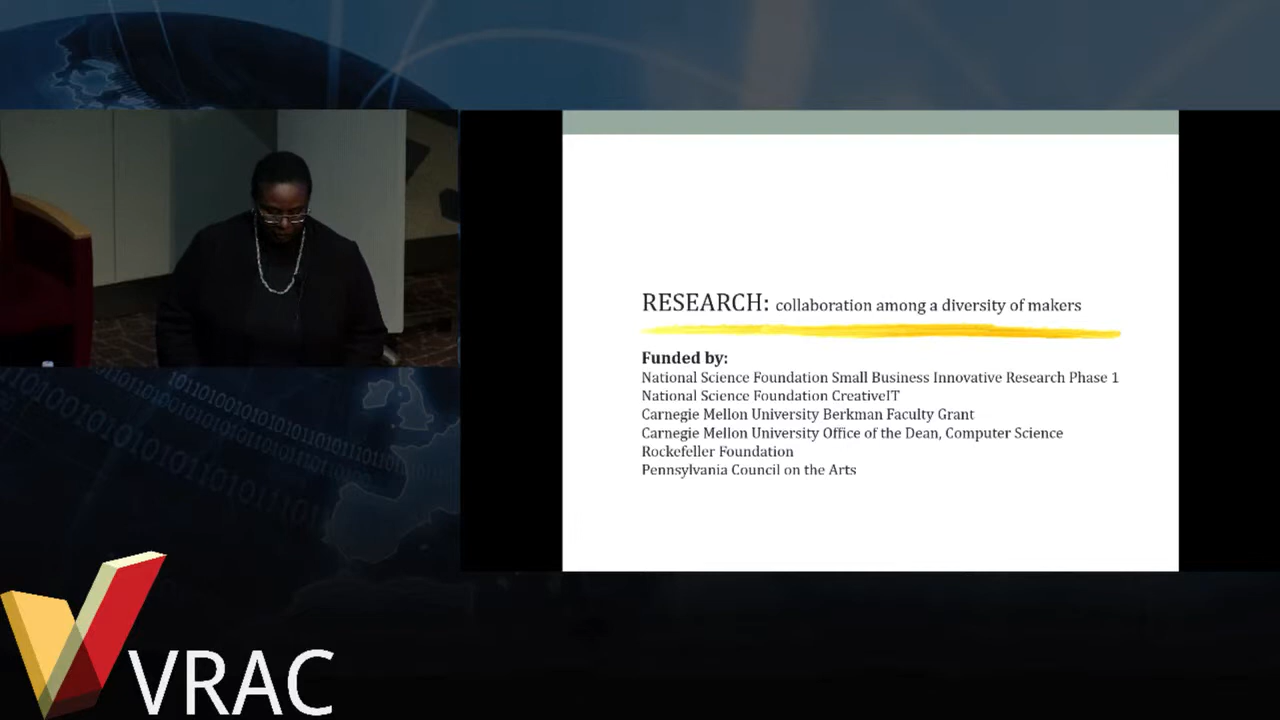 RESEARCH: collaboration among a diversity of makers
Funded by:
National Science Foundation Small Business Innovative Research Phase 1
National Science Foundation CreativeIT
Carnegie Mellon University Berkman Faculty Grant
Carnegie Mellon University Office of the Dean, Computer Science
Rockefeller Foundation
Pennsylvania Council on the Arts
VRAC